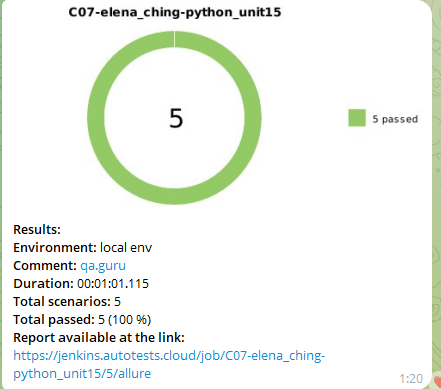 C07-elena_ching-python_unit15
5
5 passed
Results:
Environment: local env
Comment: qa.guru
Duration: 00:01:01.115
Total scenarios: 5
Total passed: 5 (100 %)
Report available at the link:
https://jenkins.autotests.cloud/job/C07-elena_ching-
python_unit15/5/allure
1:20